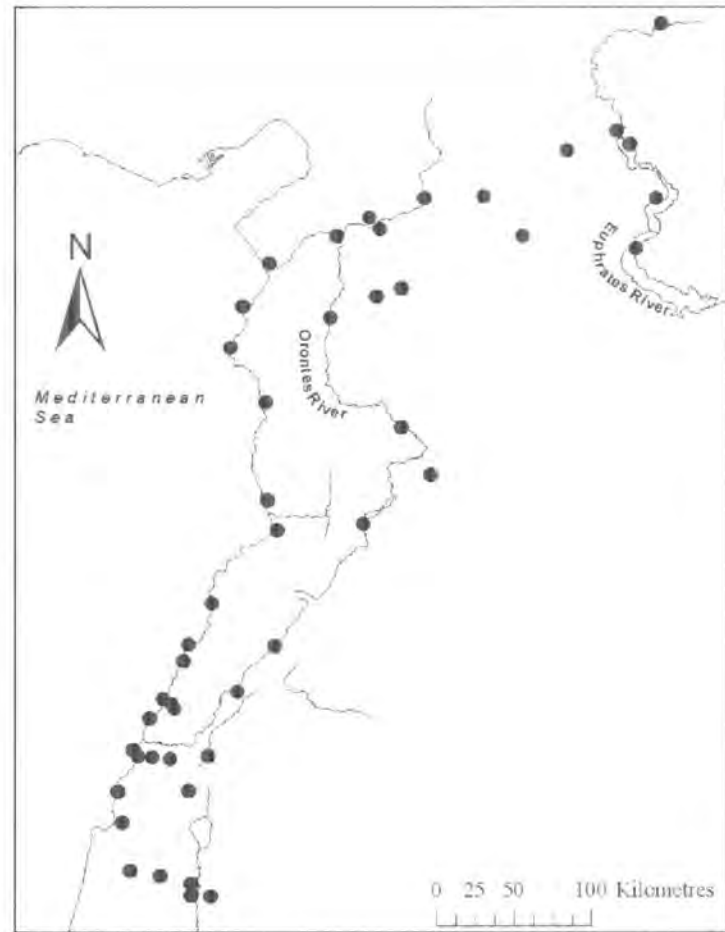 N
Euphrates River
Orontes River
Mediterranean
Sea
0 25 50 100 Kilometres